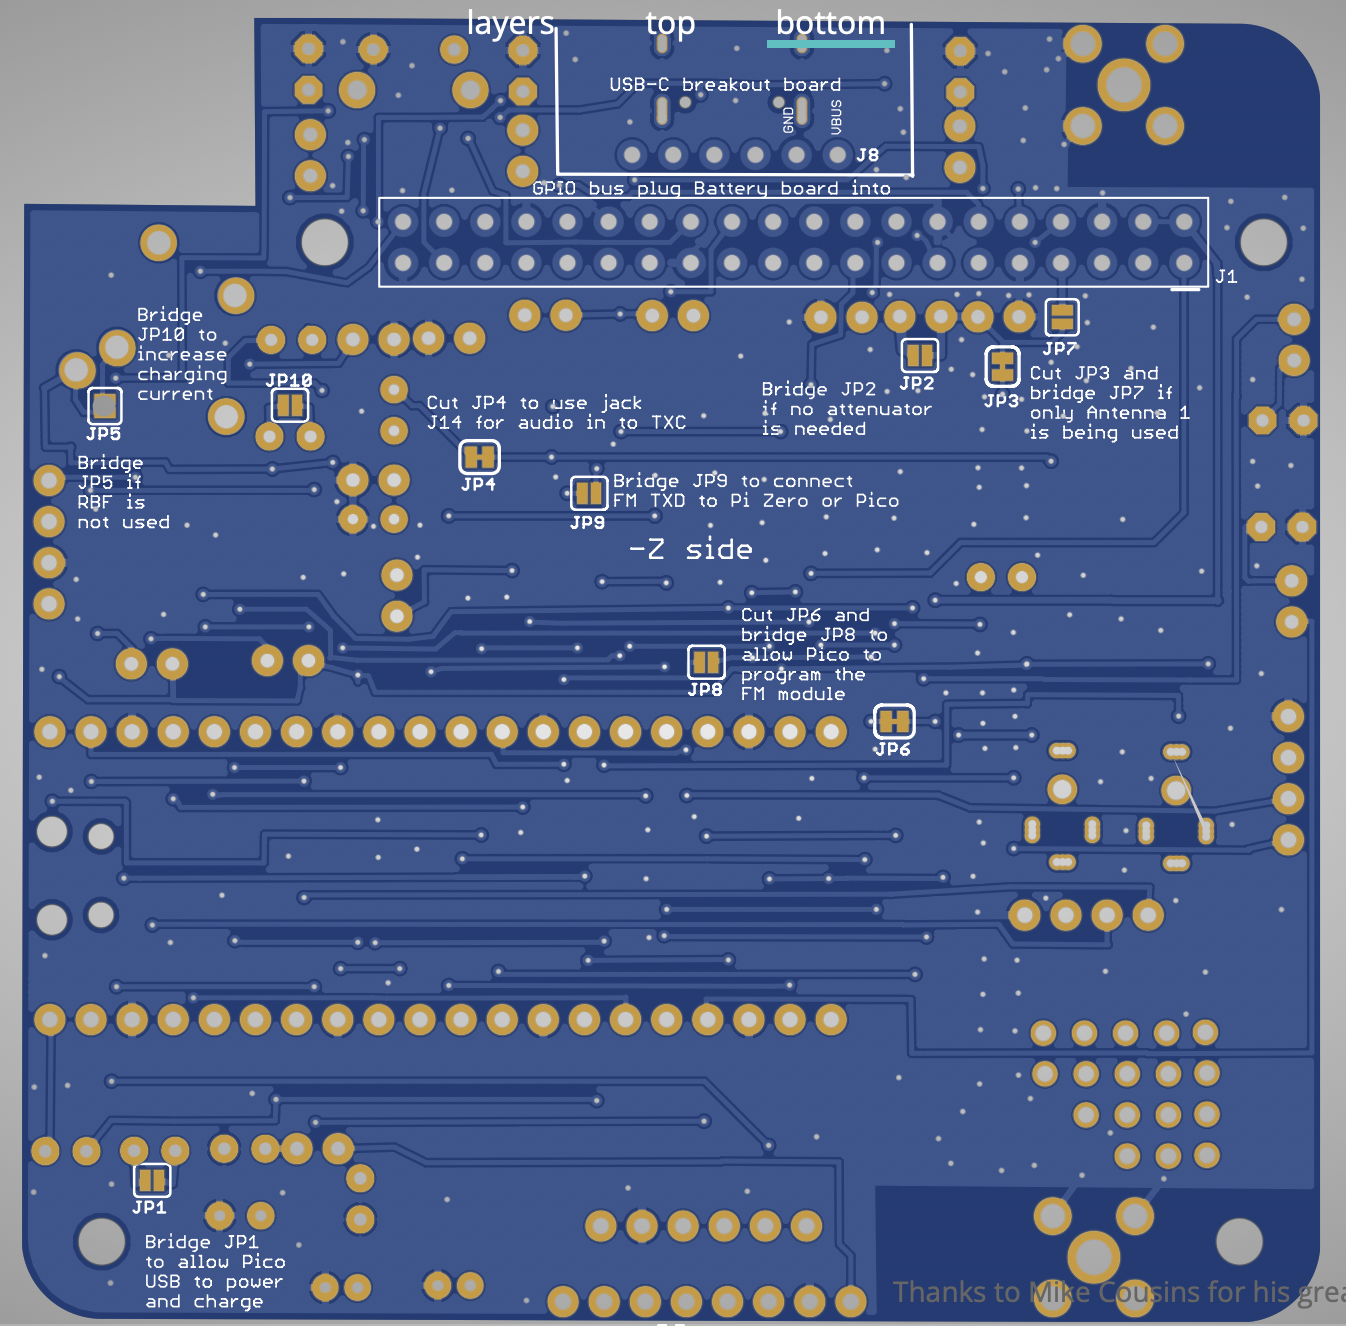 layers top bottom
USB-C breakout board
GND
VBUS
J8
GPIO bus plug Battery board into
J1
Bridge
JP10 to
increase
charging
current
JP10
JP5
Bridge
JP5 if
RBF is
not used
Cut JP4 to use jack
J14 for audio in to TXC
JP4
JP2
Bridge JP2
if no attenuator
is needed
JP7
JP3
Cut JP3 and
bridge JP7 if
only Antenna 1
is being used
Bridge JP9 to connect
FM TXD to Pi Zero or Pico
JP9
-Z side
Cut JP6 and
bridge JP8 to
allow Pico to
program the
FM module
JP8
JP6
JP1
Bridge JP1
to allow Pico
USB to power
and charge
Thanks to Mike Cousins for his